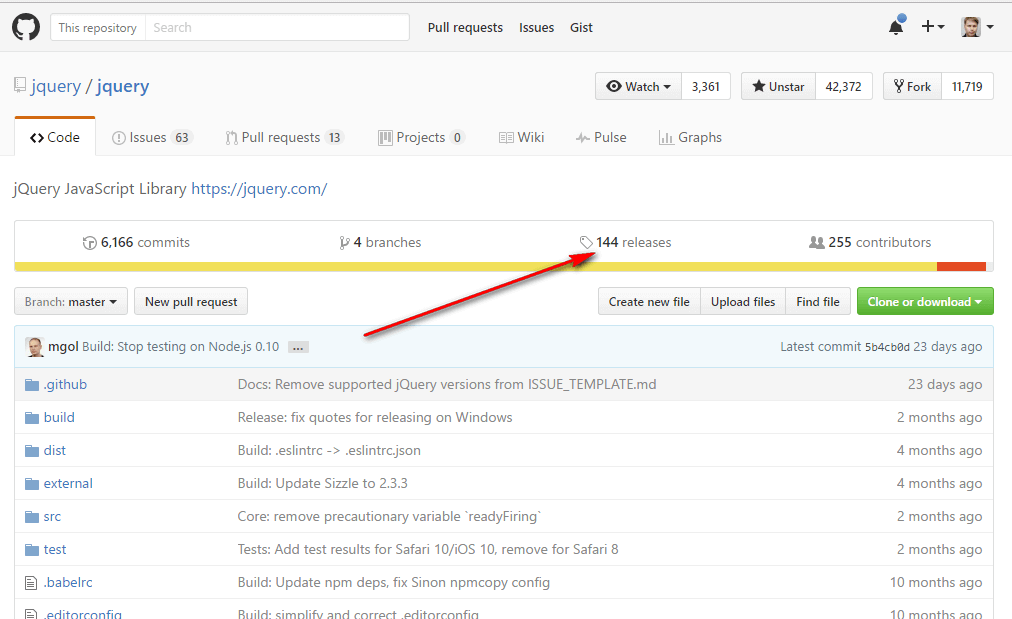 This repository Search Pull requests Issues Gist
jquery / jquery Watch 3,361 Unstar 42,372 Fork 11,719
Code Issues 63 Pull requests 13 Projects 0 Wiki Pulse Graphs
jQuery JavaScript Library https://jquery.com/
6,166 commits 4 branches 144 releases 255 contributors
Branch: master New pull request Create new file Upload files Find file Clone or download
mgol Build: Stop testing on Node.js 0.10 ... Latest commit 5b4cb0d 23 days ago
.github Docs: Remove supported jQuery versions from ISSUE_TEMPLATE.md 23 days ago
build Release: fix quotes for releasing on Windows 2 months ago
dist Build: .eslintrc -> .eslintrc.json 4 months ago
external Build: Update Sizzle to 2.3.3 4 months ago
src Core: remove precautionary variable `readyFiring` 2 months ago
test Tests: Add test results for Safari 10/iOS 10, remove for Safari 8 2 months ago
.babelrc Build: Update npm deps, fix Sinon npmcopy config 10 months ago
.editorconfig Build: simplify and correct .editorconfig 10 months ago